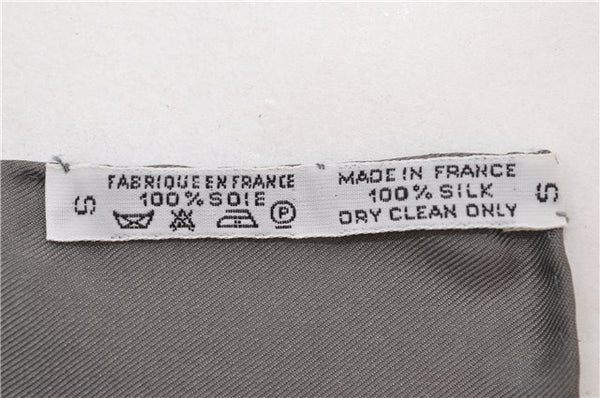 S
FABRIQUE EN FRANCE
100% SOIE
P
MADE IN FRANCE
100% SILK
DRY CLEAN ONLY
S